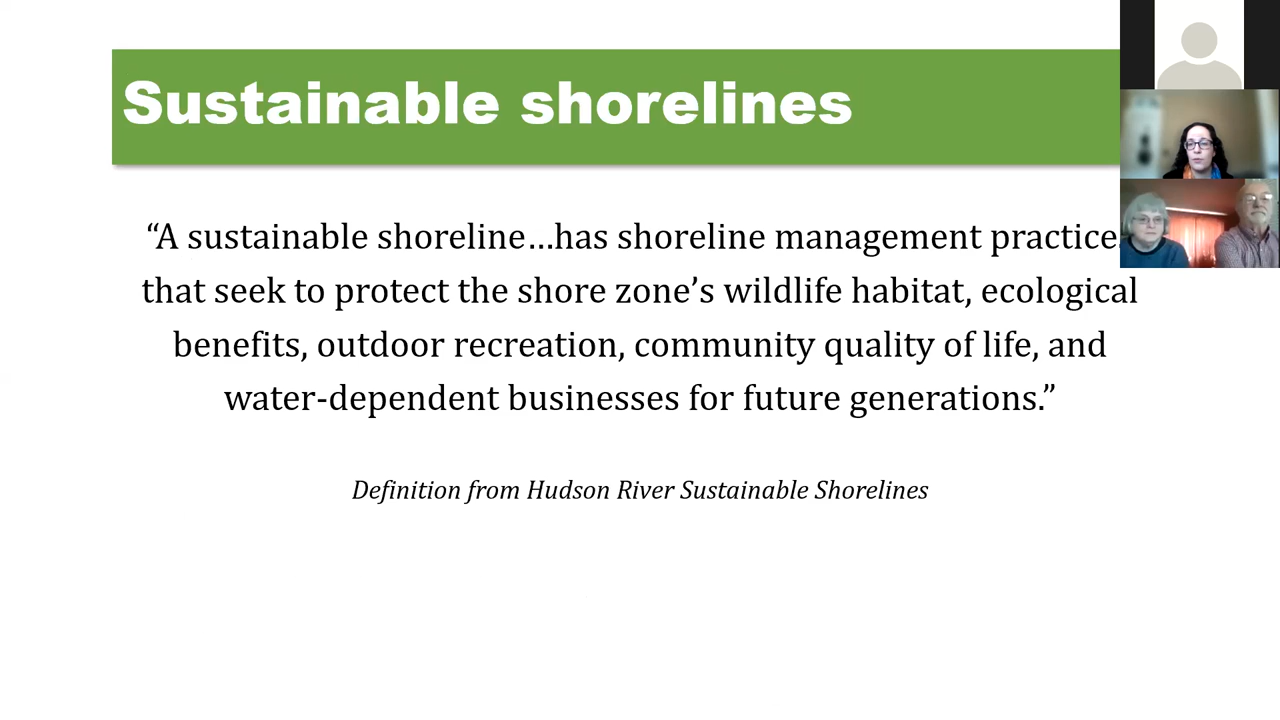 Sustainable shorelines
“A sustainable shoreline…has shoreline management practice
that seek to protect the shore zone’s wildlife habitat, ecological
benefits, outdoor recreation, community quality of life, and
water-dependent businesses for future generations.”
Definition from Hudson River Sustainable Shorelines